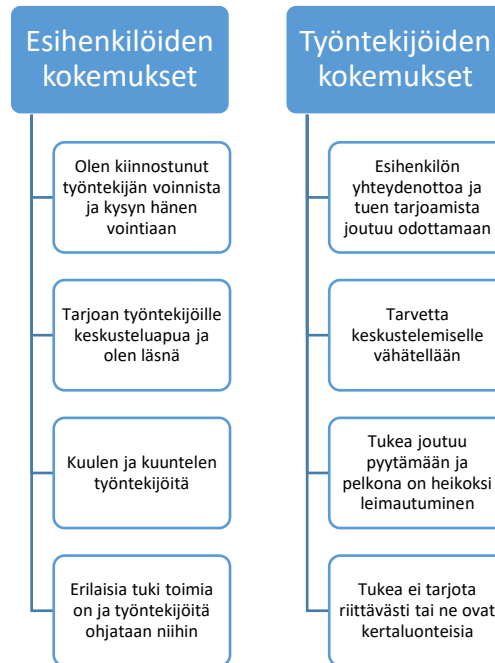 Esihenkilöiden
kokemukset
Olen kiinnostunut
työntekijän voinnista
ja kysyn hänen
vointiaan
Tarjoan työntekijöille
keskusteluapua ja
olen läsnä
Kuulen ja kuuntelen
työntekijöitä
Erilaisia tuki toimia
on ja työntekijöitä
ohjataan niihin
Työntekijöiden
kokemukset
Esihenkilön
yhteydenottoa ja
tuen tarjoamista
joutuu odottamaan
Tarvetta
keskustelemiselle
vähätellään
Tukea joutuu
pyytämään ja
pelkona on heikoksi
leimautuminen
Tukea ei tarjota
riittävästi tai ne ovat
kertaluonteisia